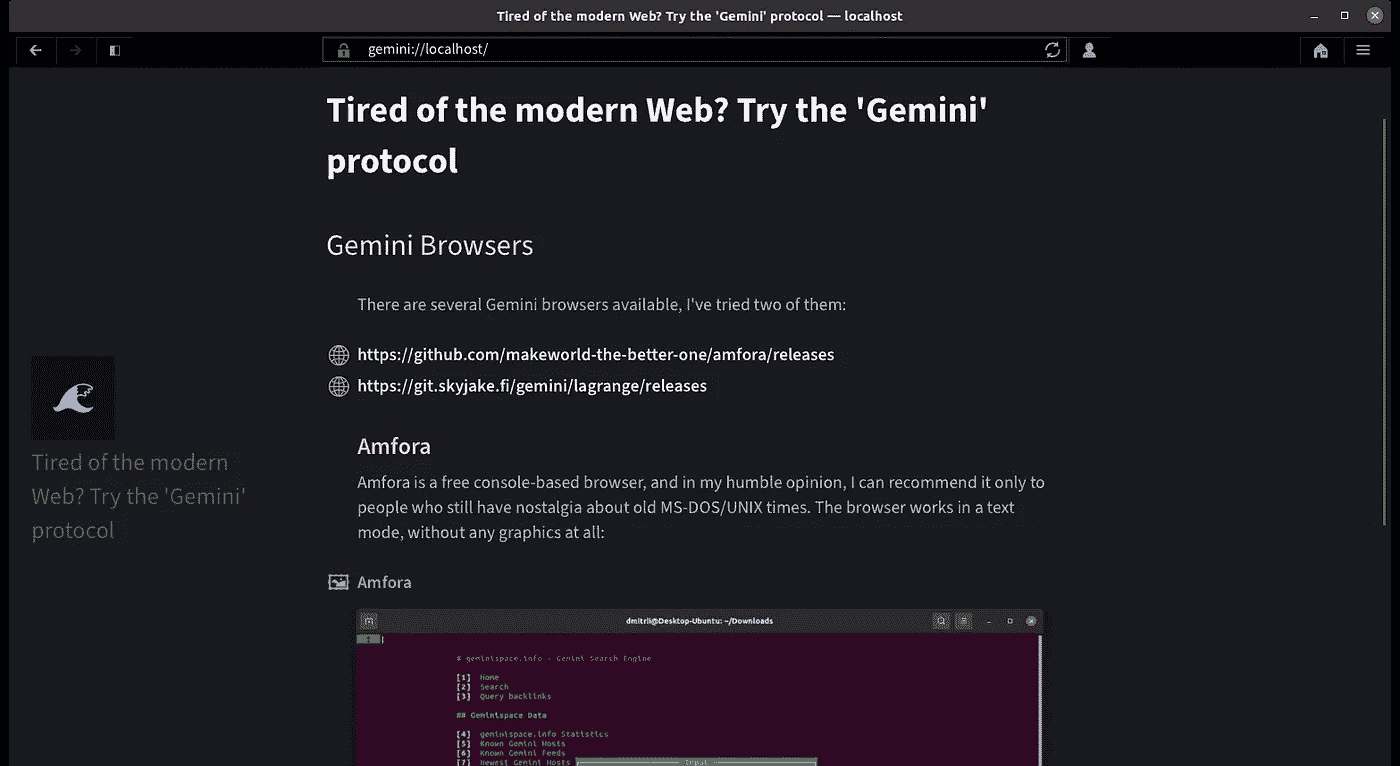 Tired of the modern Web? Try the 'Gemini' protocol — localhost
gemini://localhost/
Tired of the modern Web? Try the 'Gemini'
protocol
Gemini Browsers
There are several Gemini browsers available, I've tried two of them:
https://github.com/makeworld-the-better-one/amfora/releases
https://git.skyjake.fi/gemini/lagrange/releases
Tired of the modern
Web? Try the 'Gemini'
protocol
Amfora
Amfora is a free console-based browser, and in my humble opinion, I can recommend it only to
people who still have nostalgia about old MS-DOS/UNIX times. The browser works in a text
mode, without any graphics at all:
Amfora
dmitrii@Desktop-Ubuntu: ~/Downloads
# geminispace.info - Gemini Search Engine
[1] Home
[2] Search
[3] Query backlinks
## Geminispace Data
[4] geminispace.info Statistics
[5] Known Gemini Hosts
[6] Known Gemini Feeds
[7] Newest Gemini Hosts
Input